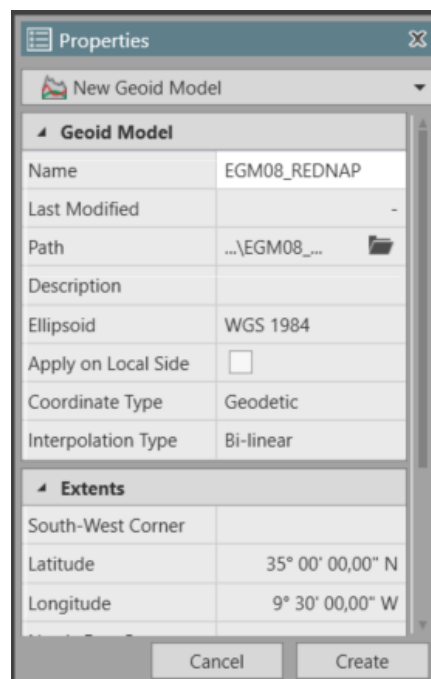 Properties
New Geoid Model
Geoid Model
Name EGM08_REDNAP
Last Modified -
Path ...\EGM08_...
Description
Ellipsoid WGS 1984
Apply on Local Side
Coordinate Type Geodetic
Interpolation Type Bi-linear
Extents
South-West Corner
Latitude 35° 00' 00,00" N
Longitude 9° 30' 00,00" W
Cancel Create